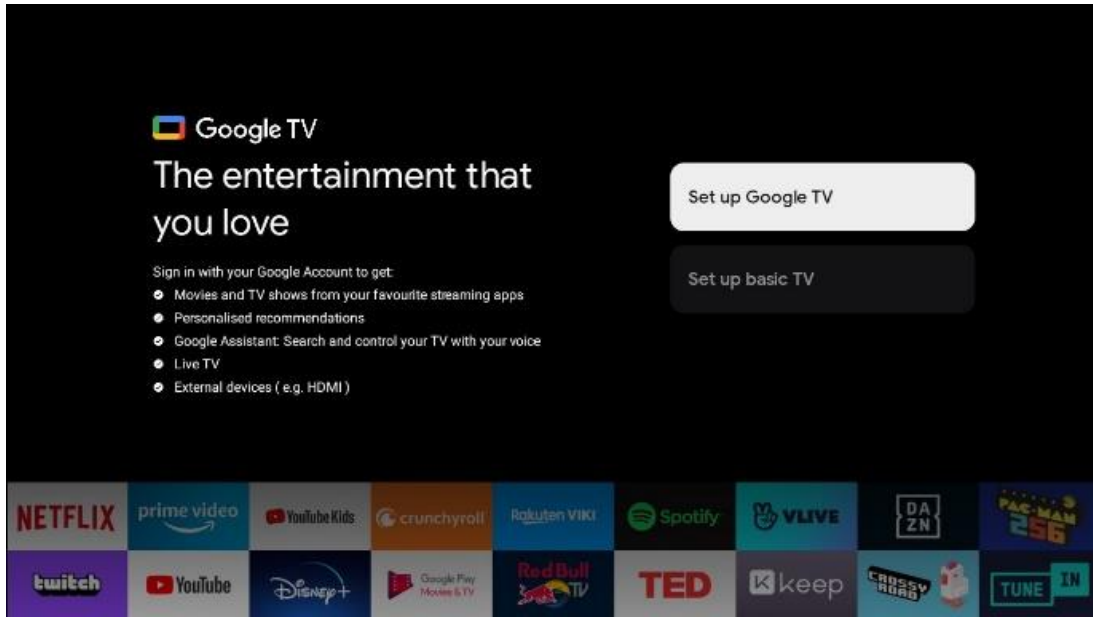 Google TV
The entertainment that
you love
Sign in with your Google Account to get:
Movies and TV shows from your favourite streaming apps
Personalised recommendations
Google Assistant: Search and control your TV with your voice
Live TV
External devices ( e.g. HDMI )
Set up Google TV
Set up basic TV
NETFLIX
prime video
YouTube Kids
crunchyroll
Rakuten VIKI
Spotify
VLIVE
DA
ZN
PAC-MAN
256
twitch
YouTube
Disney+
Google Play
Movies & TV
Red Bull
TV
TED
keep
CROSSY
ROAD
TUNE IN